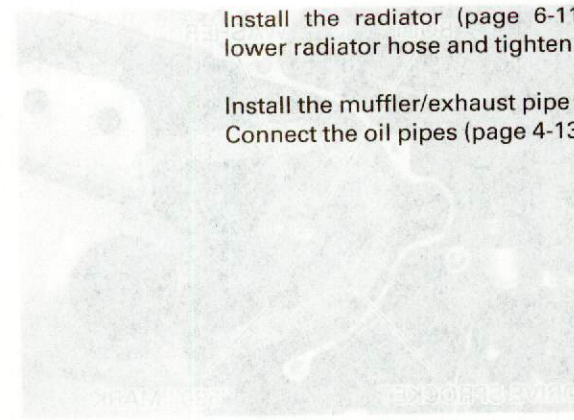 Install the radiator (page 6-11
lower radiator hose and tighten
Install the muffler/exhaust pipe
Connect the oil pipes (page 4-13